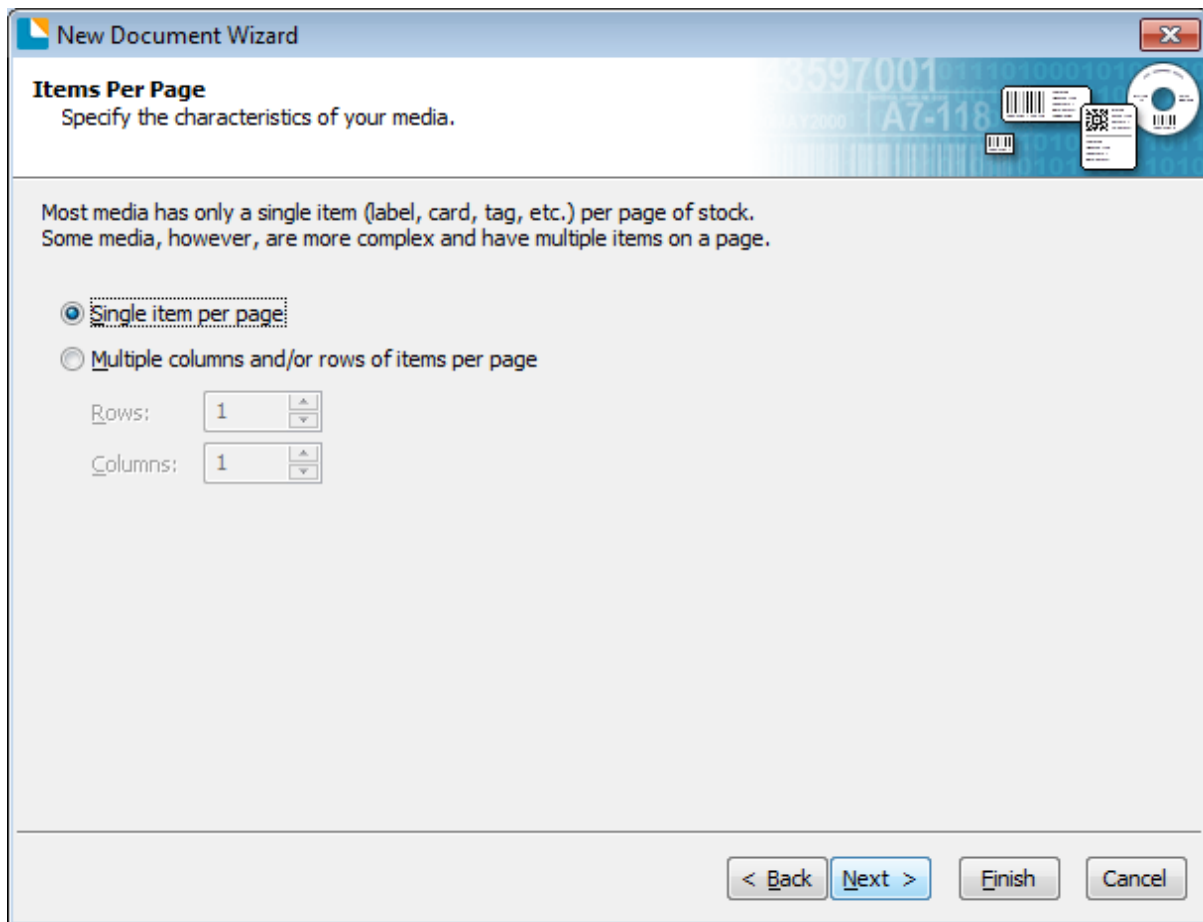 New Document Wizard
Items Per Page
Specify the characteristics of your media.
3597001
A7-118
Most media has only a single item (label, card, tag, etc.) per page of stock.
Some media, however, are more complex and have multiple items on a page.
Single item per page
Multiple columns and/or rows of items per page
Rows: 1
Columns: 1
< Back Next > Finish Cancel